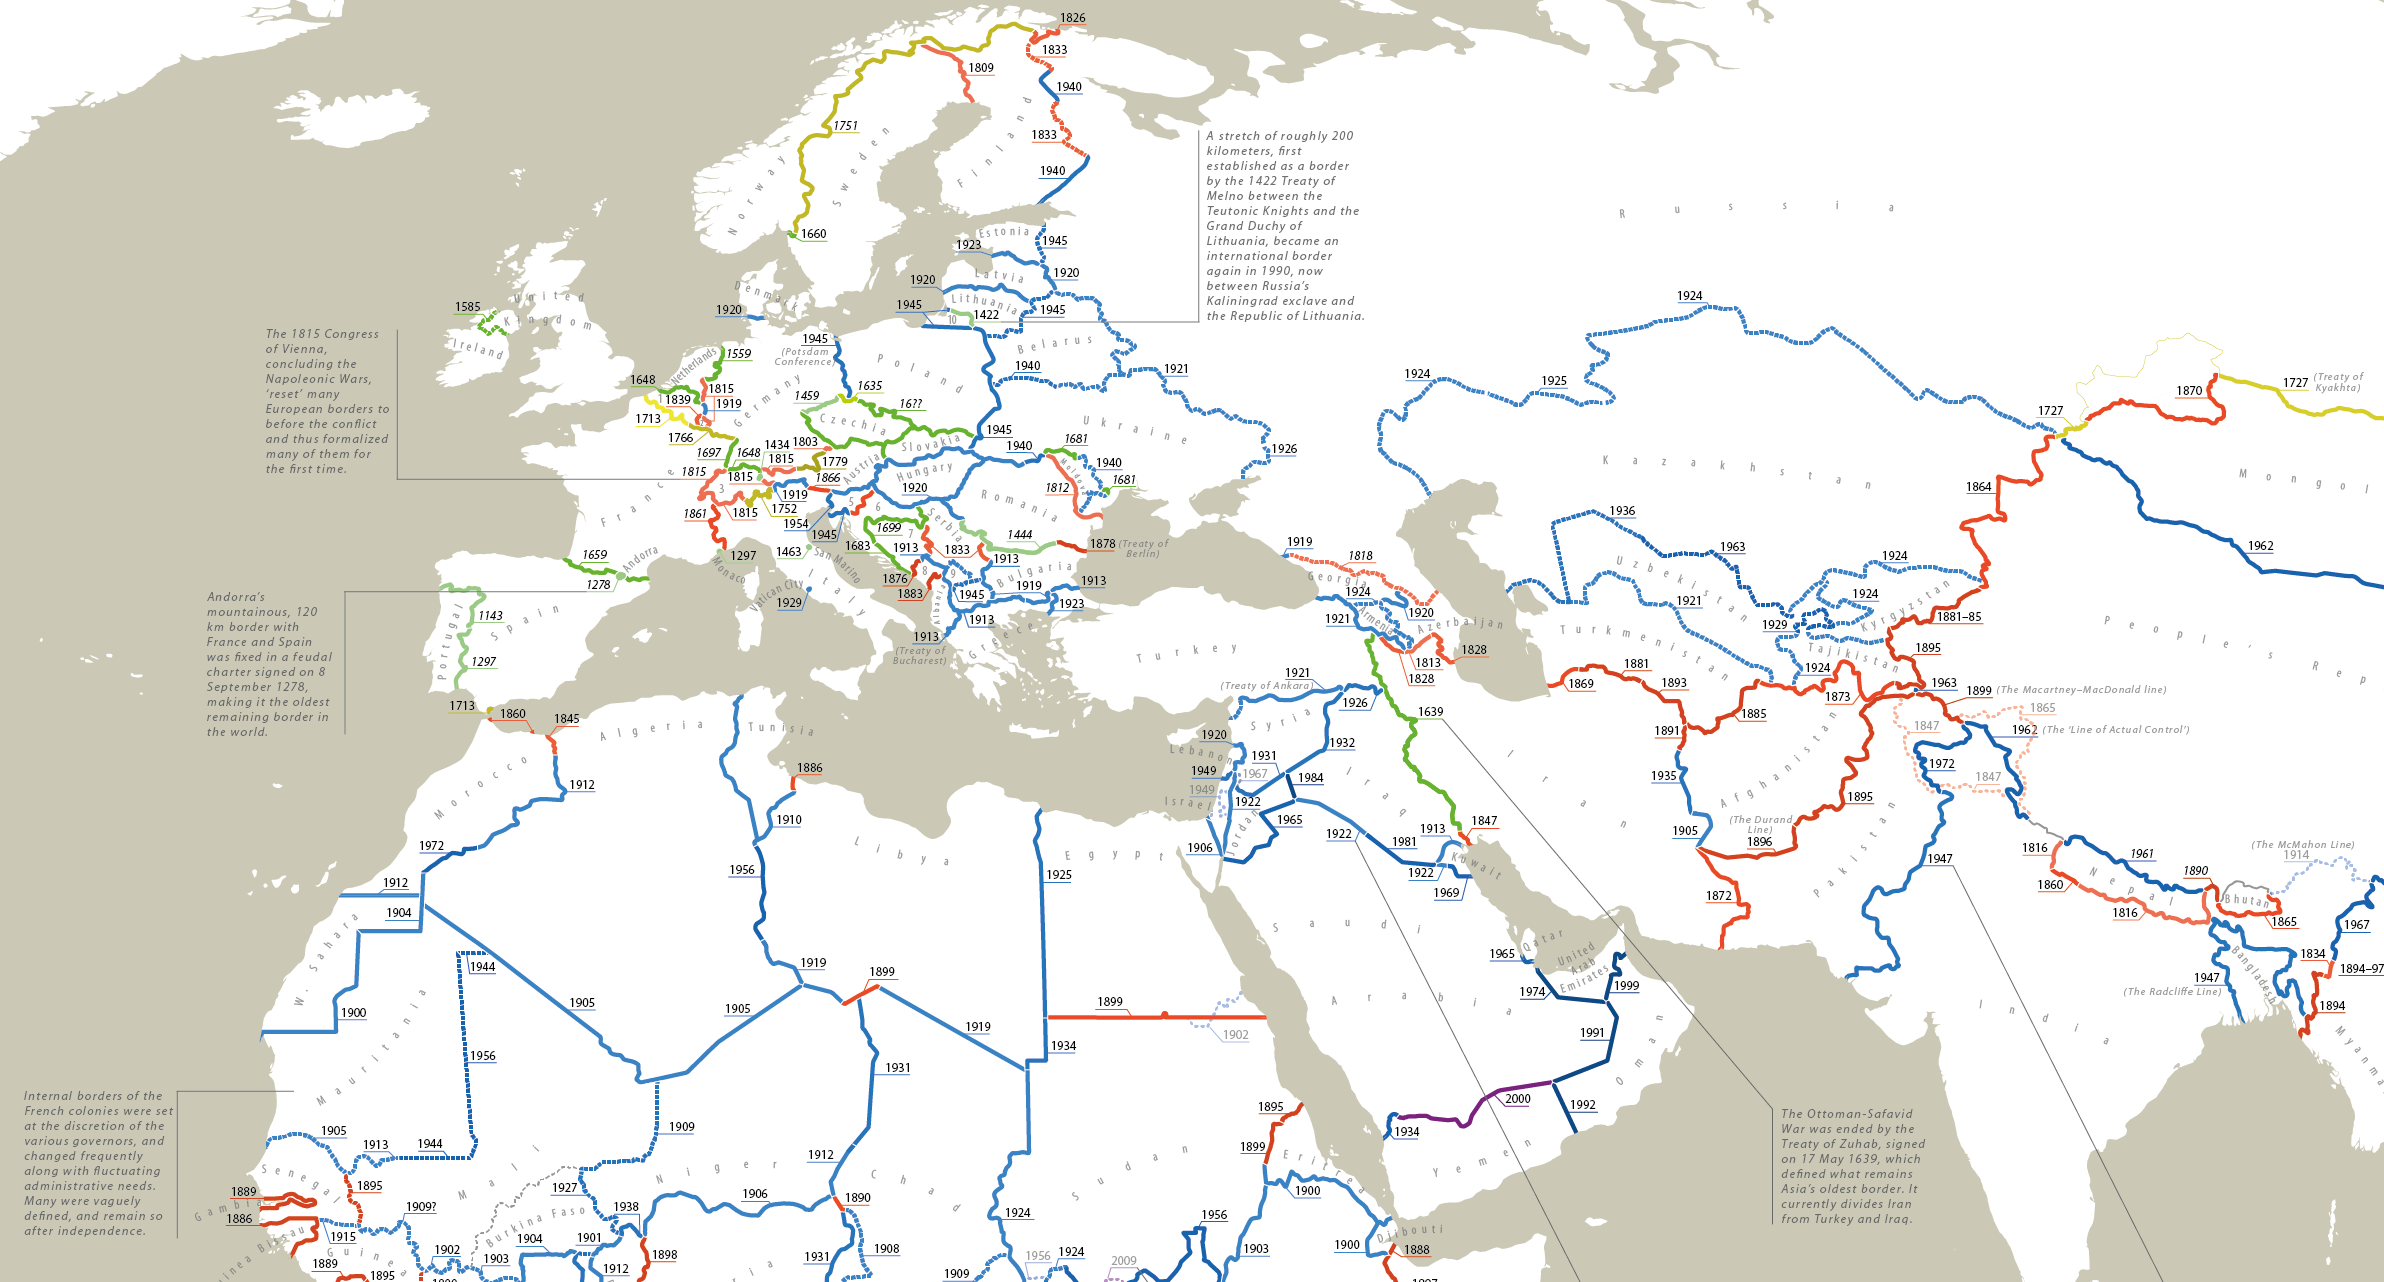 1826
1833
1809
1940
1751
1833
1940
1660
Norway
Sweden
Finland
A stretch of roughly 200
kilometers, first
established as a border
by the 1422 Treaty of
Melno between the
Teutonic Knights and the
Grand Duchy of
Lithuania, became an
international border
again in 1990, now
between Russia's
Kaliningrad exclave and
the Republic of Lithuania.
Russia
Estonia
1923
1945
Latvia
1920
1920
Lithuania
1945
10
1422
1945
Denmark
1920
United
Kingdom
1585
Ireland
The 1815 Congress
of Vienna,
concluding the
Napoleonic Wars,
‘reset’ many
European borders to
before the conflict
and thus formalized
many of them for
the first time.
1945
(Potsdam
Conference)
Poland
Belarus
1940
1921
Netherlands
1559
1648
1
1815
1839
1919
1713
2
1766
Germany
1459
1635
16??
Czechia
1697
1648
1434
1803
1815
1779
1815
1815
1866
3
1861
1815
1752
1919
1954
1945
Austria
Slovakia
Hungary
1920
1945
1940
1681
Ukraine
1926
Moldova
1940
1681
1812
Romania
France
1659
Andorra
1278
Monaco
1297
1463
San Marino
Italy
Vatican City
1929
5
6
1699
1683
7
Serbia
1913
1833
1444
1878
(Treaty of
Berlin)
1913
Bulgaria
1876
8
9
1883
Albania
1945
1919
1913
1923
1913
1913
(Treaty of
Bucharest)
Greece
Andorra's
mountainous, 120
km border with
France and Spain
was fixed in a feudal
charter signed on 8
September 1278,
making it the oldest
remaining border in
the world.
Portugal
Spain
1143
1297
1713
1860
1845
1924
1924
1925
Kazakhstan
1727
1870
1727
(Treaty of
Kyakhta)
Mongol
1864
1962
1936
1963
1924
Uzbekistan
1921
1924
1929
Kyrgyzstan
1881–85
Turkmenistan
Tajikistan
1924
1895
People's Rep
1919
1818
Georgia
1924
1920
Armenia
1921
Azerbaijan
1813
1828
1828
Turkey
1869
1881
1893
1885
1873
1963
1899
(The Macartney–MacDonald line)
1865
1847
1962
(The ‘Line of Actual Control’)
1891
1972
1847
1935
Afghanistan
1895
(The Durand
Line)
1896
1905
1872
Pakistan
Iran
1921
(Treaty of Ankara)
1926
1639
Syria
1920
Lebanon
1932
1931
1949
1967
1984
1949
Israel
1922
1965
Jordan
1906
Iraq
1922
1981
1913
1847
Kuwait
1922
1969
Morocco
Algeria
Tunisia
1912
1886
1972
1910
1956
Libya
Egypt
1925
1912
1904
W. Sahara
1900
1944
1905
1919
1899
1905
1919
1899
1902
1934
1956
1931
Mauritania
Saudi
Arabia
Qatar
1965
United
Arab
Emirates
1974
1999
1991
Oman
2000
1992
1934
Yemen
1816
1860
1816
1961
1890
Nepal
(The McMahon Line)
1914
Bhutan
1865
1967
1947
1834
1894–97
Bangladesh
1947
(The Radcliffe Line)
1894
Myanma
India
Internal borders of the
French colonies were set
at the discretion of the
various governors, and
changed frequently
along with fluctuating
administrative needs.
Many were vaguely
defined, and remain so
after independence.
1905
1913
1944
1909
Senegal
1895
Mali
1889
Gambia
1886
1909?
1915
inea Bissau
Guinea
1889
1895
1902
1903
1904
1901
1912
1927
1938
Burkina Faso
1898
Niger
1906
1912
1890
1931
1908
ria
Chad
Sudan
1924
1909
1956
1924
2009
1956
1903
1895
1899
Eritrea
1900
1900
Djibouti
1888
The Ottoman-Safavid
War was ended by the
Treaty of Zuhab, signed
on 17 May 1639, which
defined what remains
Asia's oldest border. It
currently divides Iran
from Turkey and Iraq.